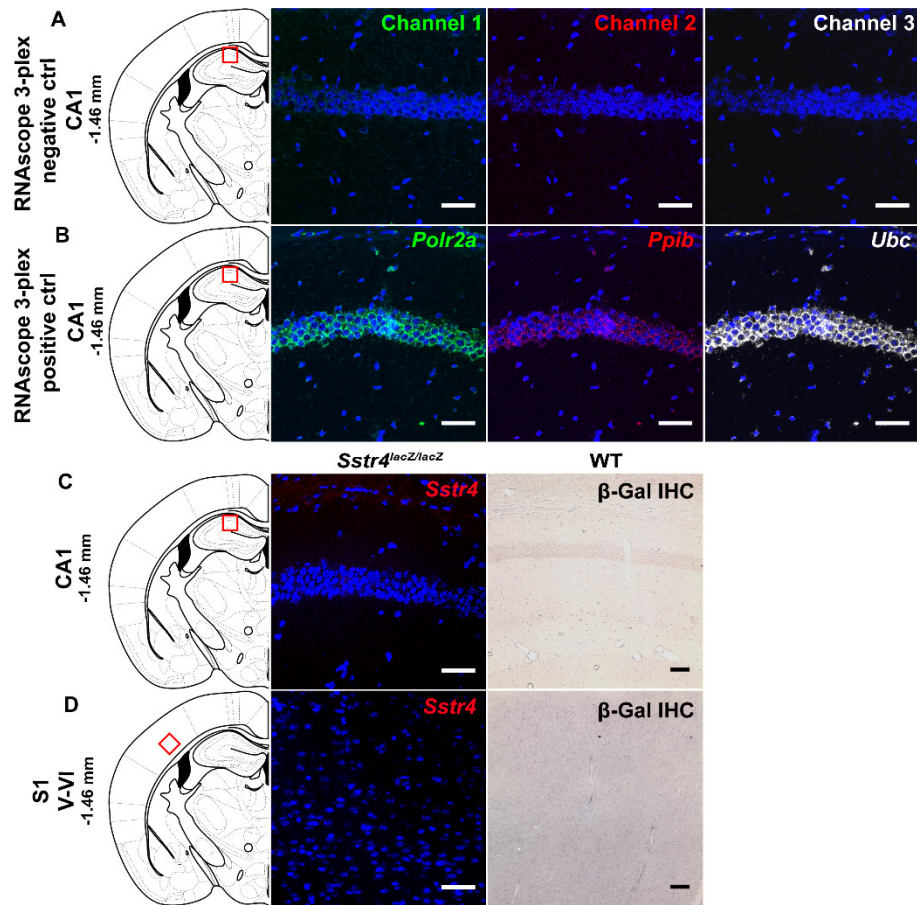 A
RNAscope 3-plex
negative ctrl
CA1
-1.46 mm
Channel 1
Channel 2
Channel 3
B
RNAscope 3-plex
positive ctrl
CA1
-1.46 mm
Polr2a
Ppib
Ubc
Sstr4lacZ/lacZ
WT
C
CA1
-1.46 mm
Sstr4
β-Gal IHC
D
S1
V-VI
-1.46 mm
Sstr4
β-Gal IHC